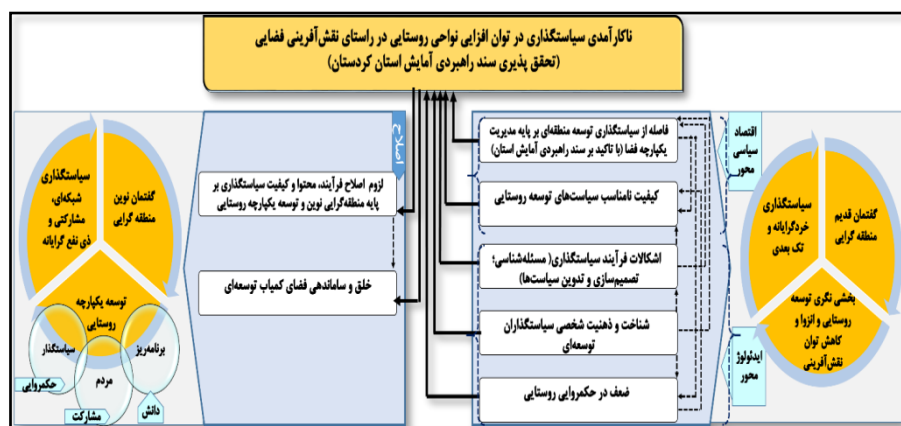 ناکارآمدی سیاستگذاری در توان افزایی نواحی روستایی در راستای نقش‌آفرینی فضایی
(تحقق پذیری سند راهبردی آمایش استان کردستان)
گفتمان قدیم
منطقه گرایی
سیاستگذاری
خردگرایانه و
تک بعدی
بخشی نگری توسعه
روستایی و انزوا و
کاهش توان
نقش‌آفرینی
اقتصاد
سیاسی
محور
ایدئولوژ
محور
فاصله از سیاستگذاری توسعه منطقه‌ای بر پایه مدیریت
یکپارچه فضا (با تاکید بر سند راهبردی آمایش استان)
کیفیت نامناسب سیاست‌های توسعه روستایی
اشکالات فرآیند سیاستگذاری( مسئله‌شناسی؛
تصمیم‌سازی و تدوین سیاست‌ها)
شناخت و ذهنیت شخصی سیاستگذاران
توسعه‌ای
ضعف در حکمروایی روستایی
اصلاح
لزوم اصلاح فرآیند، محتوا و کیفیت سیاستگذاری بر
پایه منطقه‌گرایی نوین و توسعه یکپارچه روستایی
خلق و ساماندهی فضای کمیاب توسعه‌ای
گفتمان نوین
منطقه گرایی
سیاستگذاری
شبکه‌ای،
مشارکتی و
ذی نفع گرایانه
توسعه یکپارچه
روستایی
برنامه‌ریز
سیاستگذار
مردم
حکمروایی
دانش
مشارکت